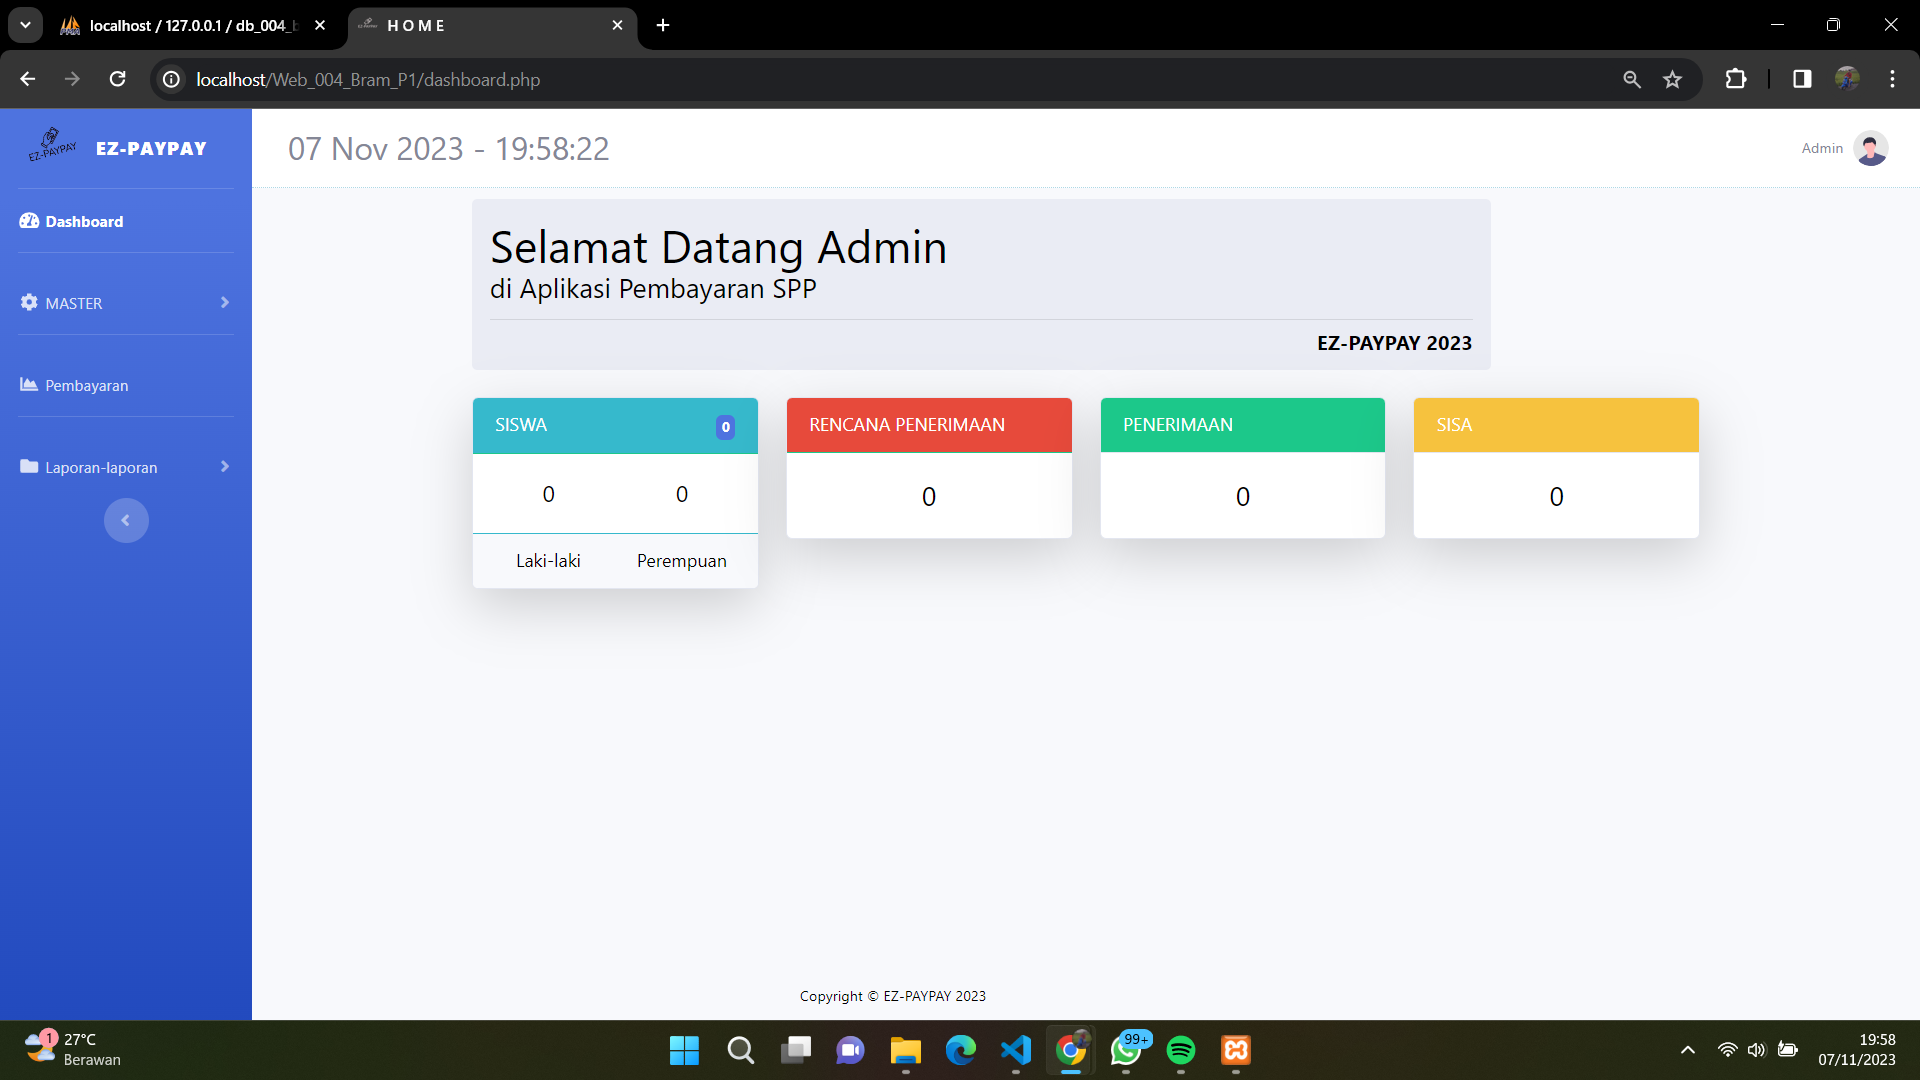 localhost / 127.0.0.1 / db_004_b
H O M E
localhost/Web_004_Bram_P1/dashboard.php
EZ-PAYPAY
EZ-PAYPAY
07 Nov 2023 - 19:58:22
Admin
Dashboard
MASTER
Pembayaran
Laporan-laporan
Selamat Datang Admin
di Aplikasi Pembayaran SPP
EZ-PAYPAY 2023
SISWA
0
0
0
Laki-laki
Perempuan
RENCANA PENERIMAAN
0
PENERIMAAN
0
SISA
0
Copyright © EZ-PAYPAY 2023
1
27°C
Berawan
99+
19:58
07/11/2023